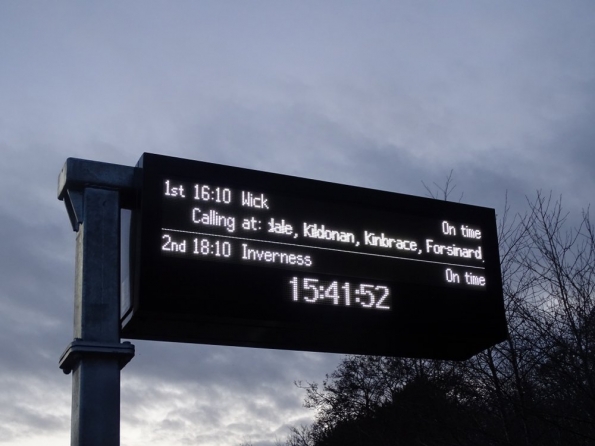 1st 16:10 Wick On time
Calling at: dale, Kildonan, Kinbrace, Forsinard,
2nd 18:10 Inverness On time
15:41:52